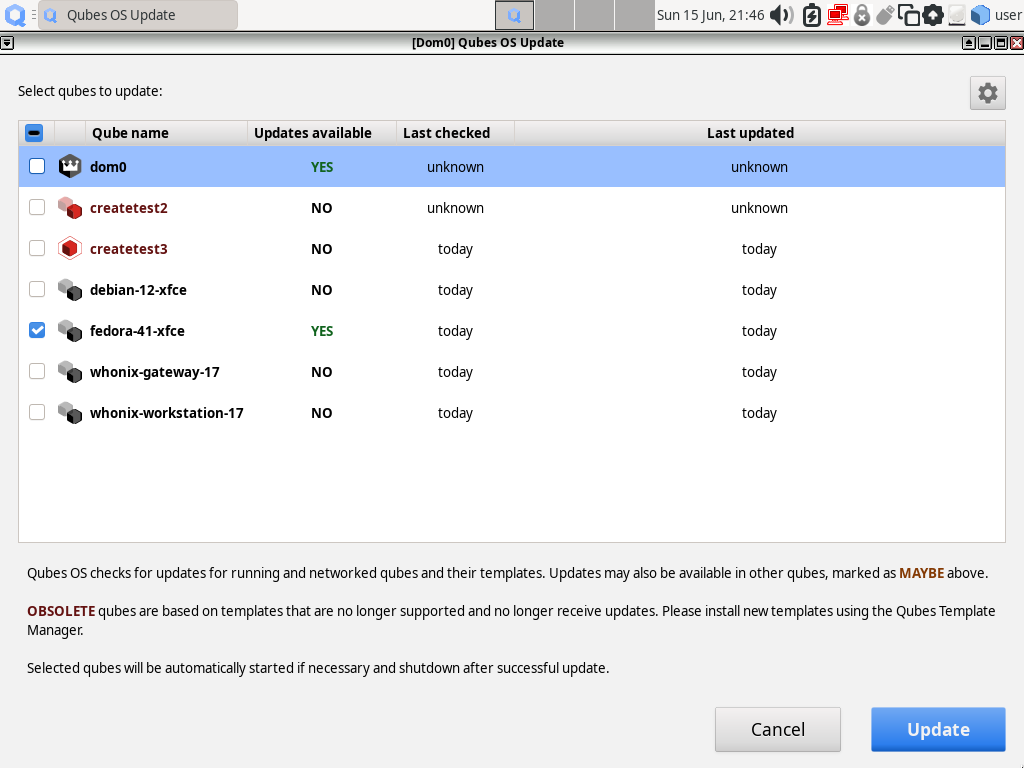 Qubes OS Update
Sun 15 Jun, 21:46
user
[Dom0] Qubes OS Update
Select qubes to update:
Qube name Updates available Last checked Last updated
dom0 YES unknown unknown
createtest2 NO unknown unknown
createtest3 NO today today
debian-12-xfce NO today today
fedora-41-xfce YES today today
whonix-gateway-17 NO today today
whonix-workstation-17 NO today today
Qubes OS checks for updates for running and networked qubes and their templates. Updates may also be available in other qubes, marked as MAYBE above.
OBSOLETE qubes are based on templates that are no longer supported and no longer receive updates. Please install new templates using the Qubes Template
Manager.
Selected qubes will be automatically started if necessary and shutdown after successful update.
Cancel
Update